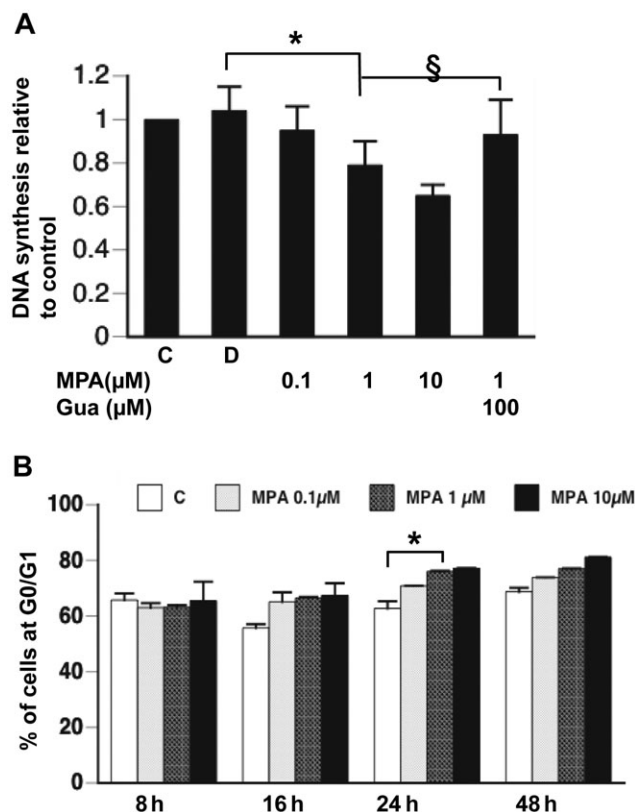 A
*
§
DNA synthesis relative
to control
1.2
1
0.8
0.6
0.4
0.2
0
C D
MPA(µM) 0.1 1 10 1
Gua (µM) 100
B
C MPA 0.1µM MPA 1 µM MPA 10µM
*
% of cells at G0/G1
100
80
60
40
20
0
8 h 16 h 24 h 48 h